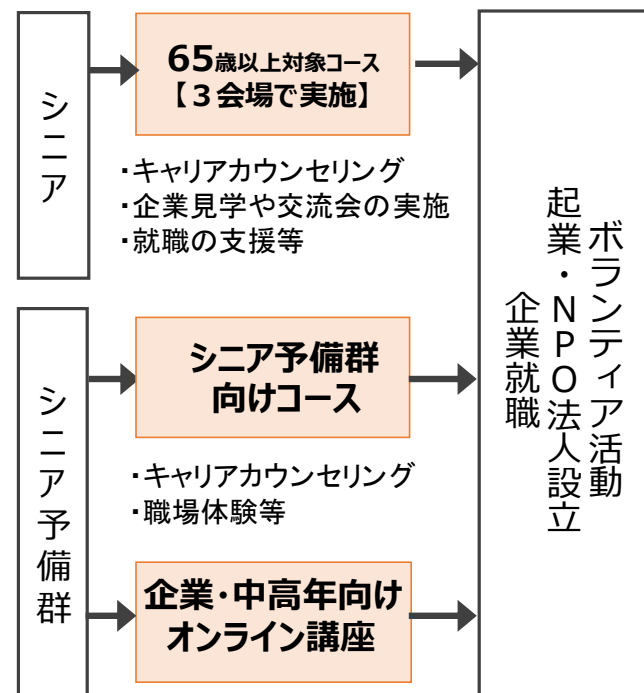 シニア
65歳以上対象コース
【３会場で実施】
・キャリアカウンセリング
・企業見学や交流会の実施
・就職の支援等
シニア予備群
シニア予備群
向けコース
・キャリアカウンセリング
・職場体験等
企業・中高年向け
オンライン講座
ボランティア活動
起業・ＮＰＯ法人設立
企業就職